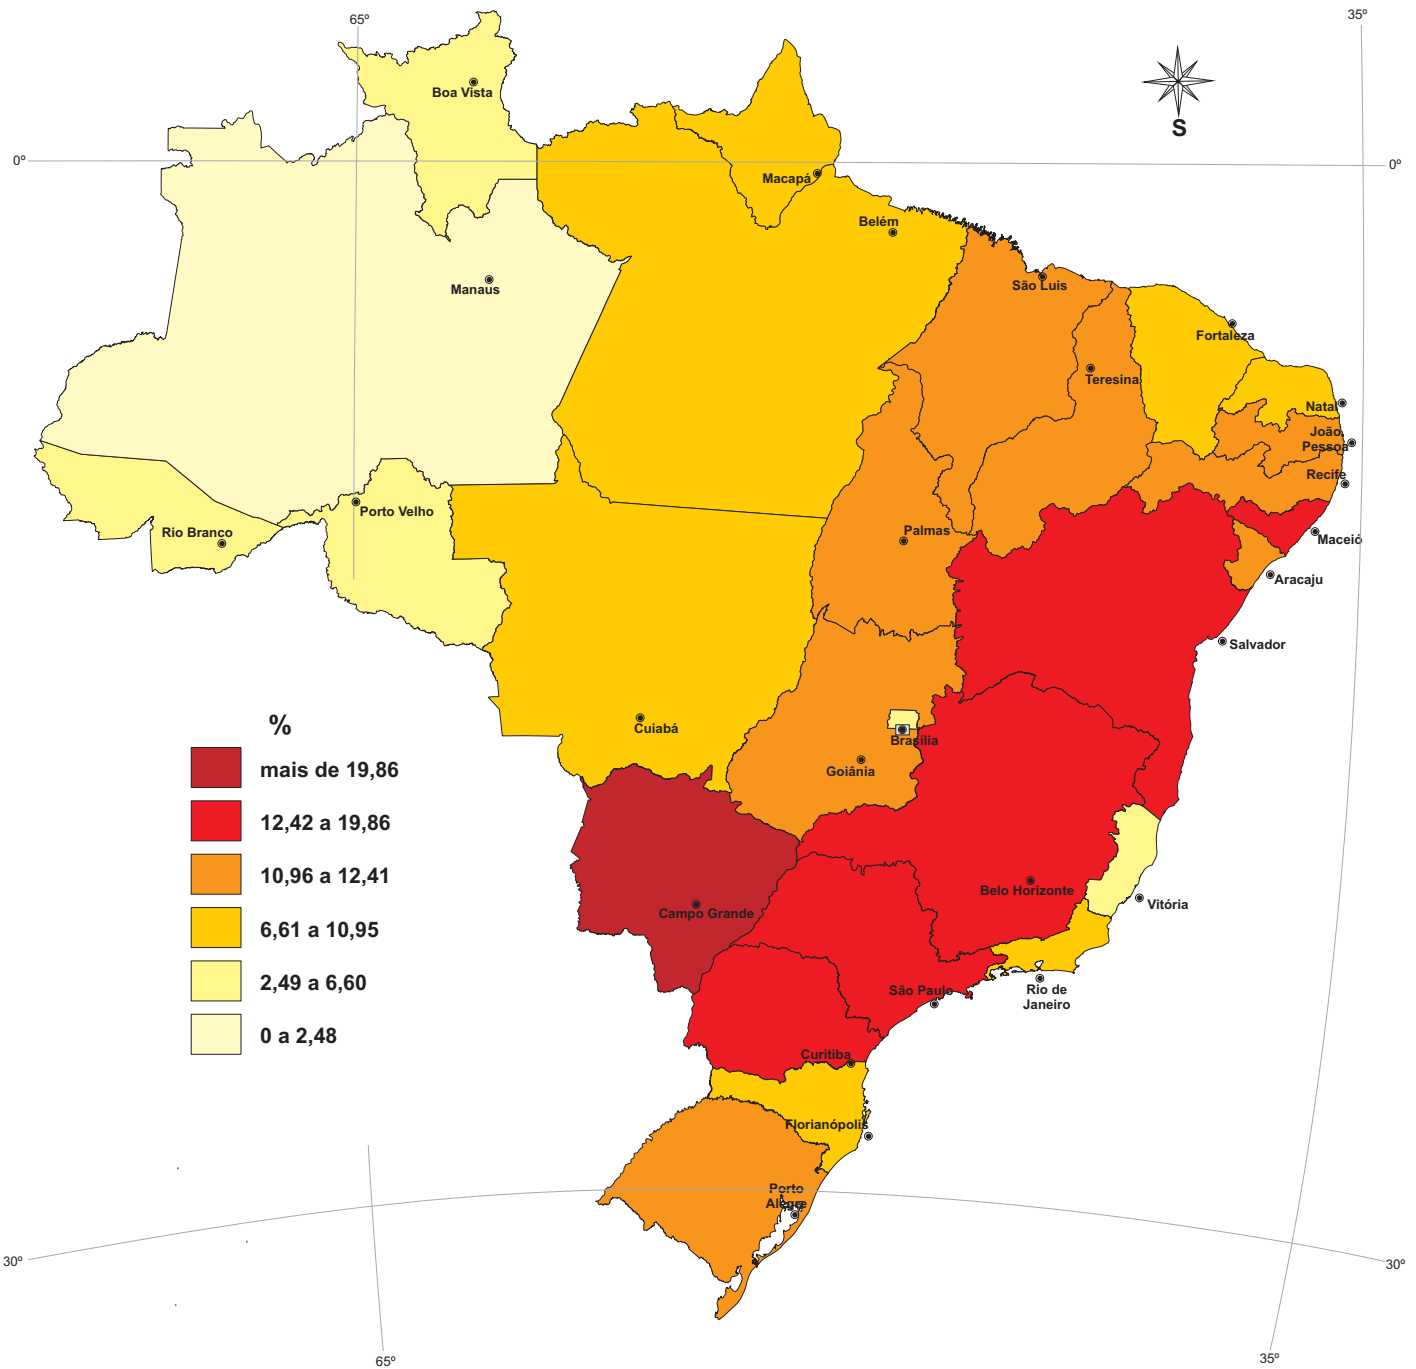 65º
35º
Boa Vista
S
0º
0º
Macapá
Belém
Manaus
São Luis
Fortaleza
Teresina
Natal
João
Pessoa
Recife
Porto Velho
Rio Branco
Palmas
Maceió
Aracaju
Salvador
Cuiabá
Brasília
Goiânia
%
mais de 19,86
12,42 a 19,86
10,96 a 12,41
6,61 a 10,95
2,49 a 6,60
0 a 2,48
Belo Horizonte
Vitória
Campo Grande
São Paulo
Rio de
Janeiro
Curitiba
Florianópolis
Porto
Alegre
30º
30º
65º
35º